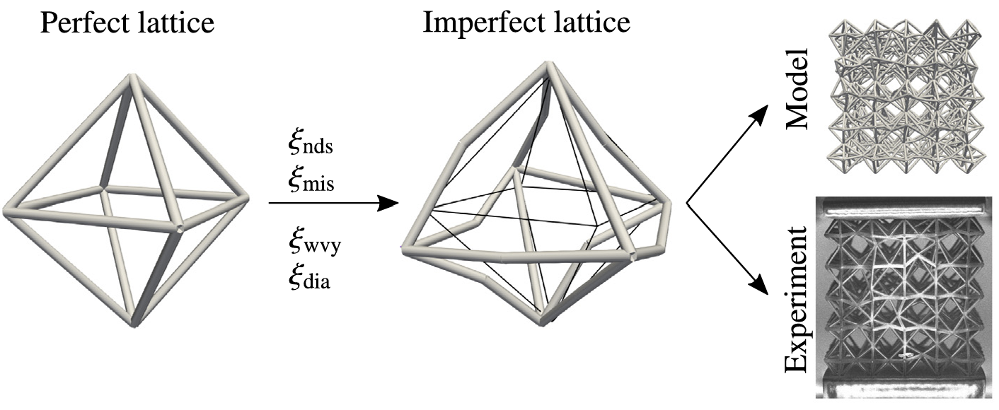 Perfect lattice
Imperfect lattice
ξnds
ξmis
ξwvy
ξdia
Model
Experiment